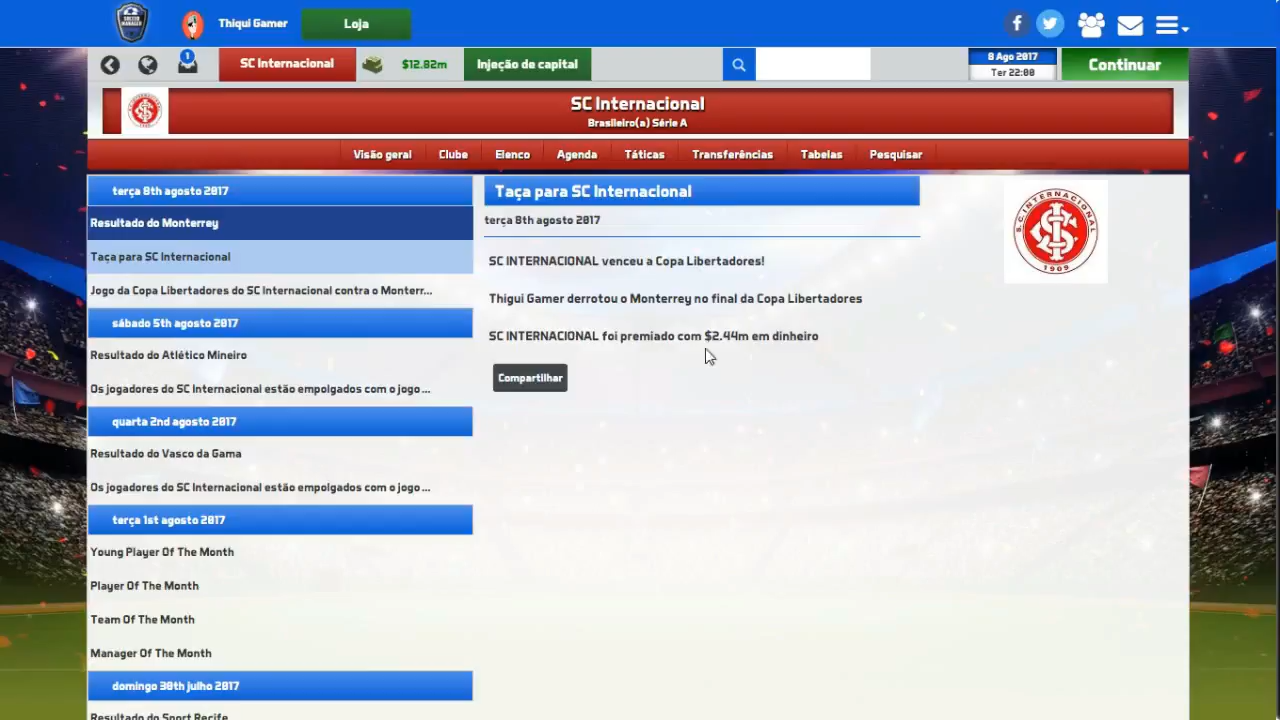 SOCCER MANAGER
Thiqui Gamer
Loja
1
SC Internacional
$12.82m
Injeção de capital
8 Ago 2017
Ter 22:00
Continuar
SC Internacional
Brasileiro(a) Série A
Visão geral
Clube
Elenco
Agenda
Táticas
Transferências
Tabelas
Pesquisar
terça 8th agosto 2017
Resultado do Monterrey
Taça para SC Internacional
Jogo da Copa Libertadores do SC Internacional contra o Monterr...
sábado 5th agosto 2017
Resultado do Atlético Mineiro
Os jogadores do SC Internacional estão empolgados com o jogo ...
quarta 2nd agosto 2017
Resultado do Vasco da Gama
Os jogadores do SC Internacional estão empolgados com o jogo ...
terça 1st agosto 2017
Young Player Of The Month
Player Of The Month
Team Of The Month
Manager Of The Month
domingo 30th julho 2017
Resultado do Sport Recife
Taça para SC Internacional
terça 8th agosto 2017
SC INTERNACIONAL venceu a Copa Libertadores!
Thigui Gamer derrotou o Monterrey no final da Copa Libertadores
SC INTERNACIONAL foi premiado com $2.44m em dinheiro
Compartilhar
S.C. INTERNACIONAL
1909